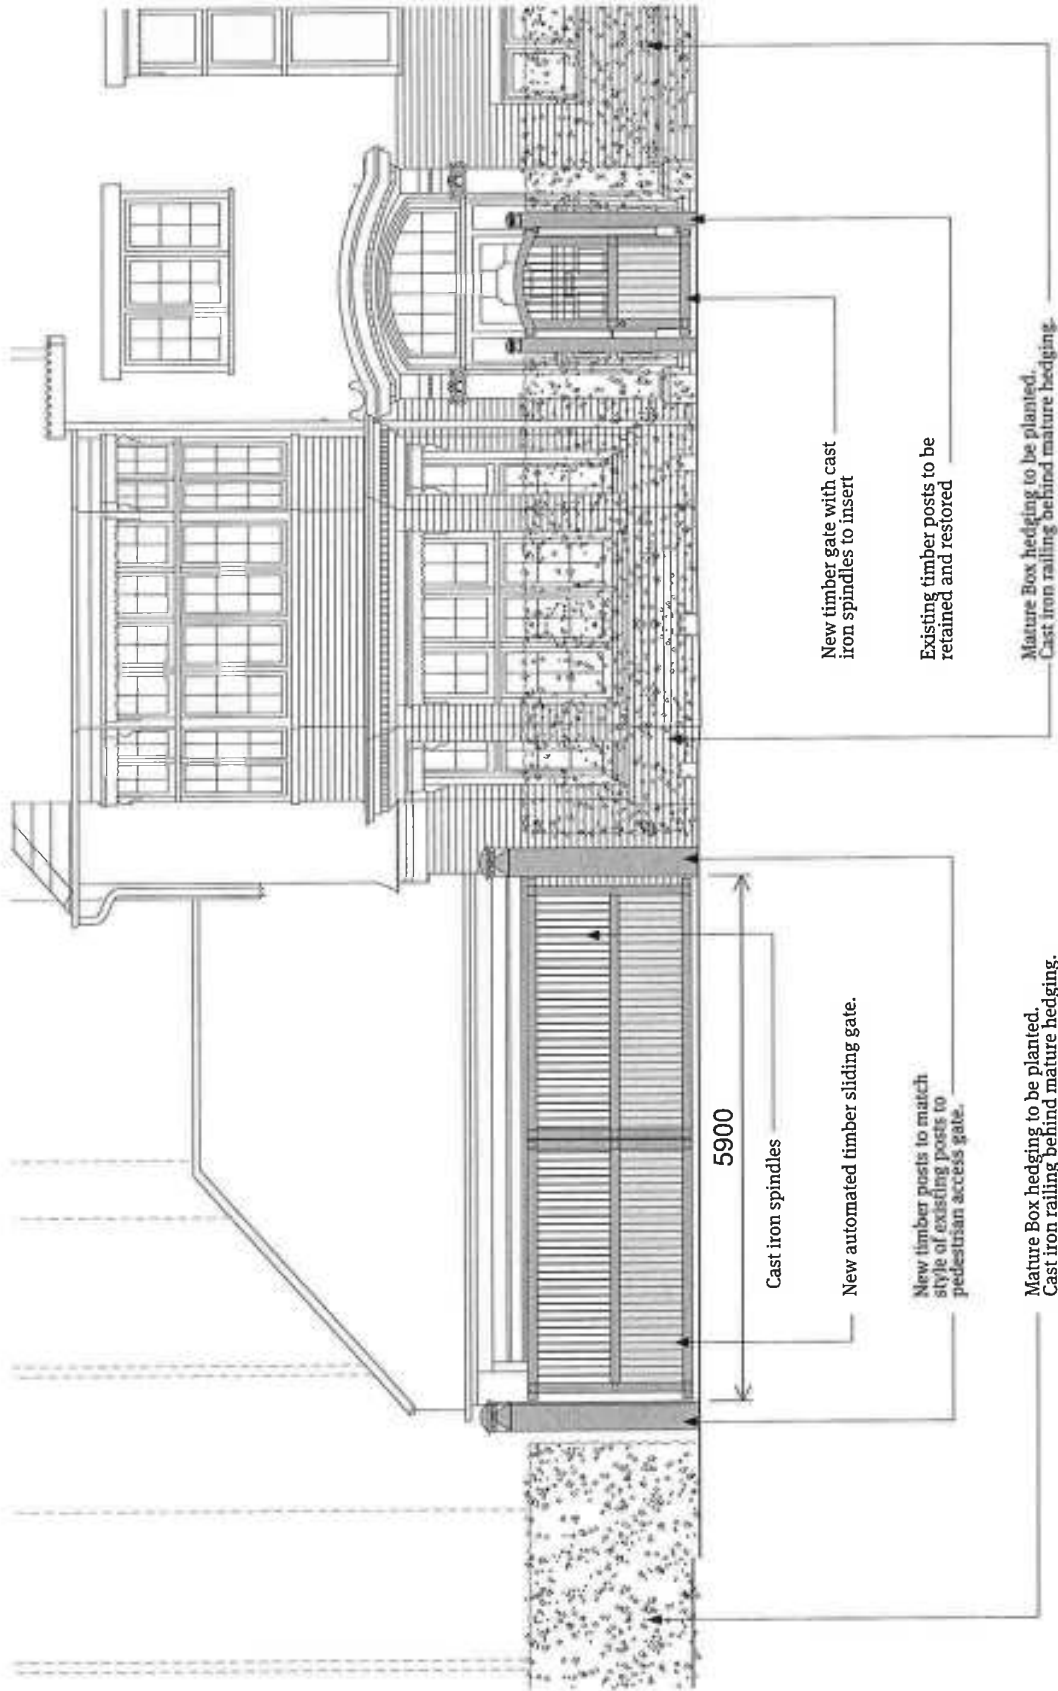 5900
Cast iron spindles
New automated timber sliding gate.
New timber posts to match
style of existing posts to
pedestrian access gate.
Mature Box hedging to be planted.
Cast iron railing behind mature hedging.
New timber gate with cast
iron spindles to insert
Existing timber posts to be
retained and restored
Mature Box hedging to be planted.
Cast iron railing behind mature hedging.